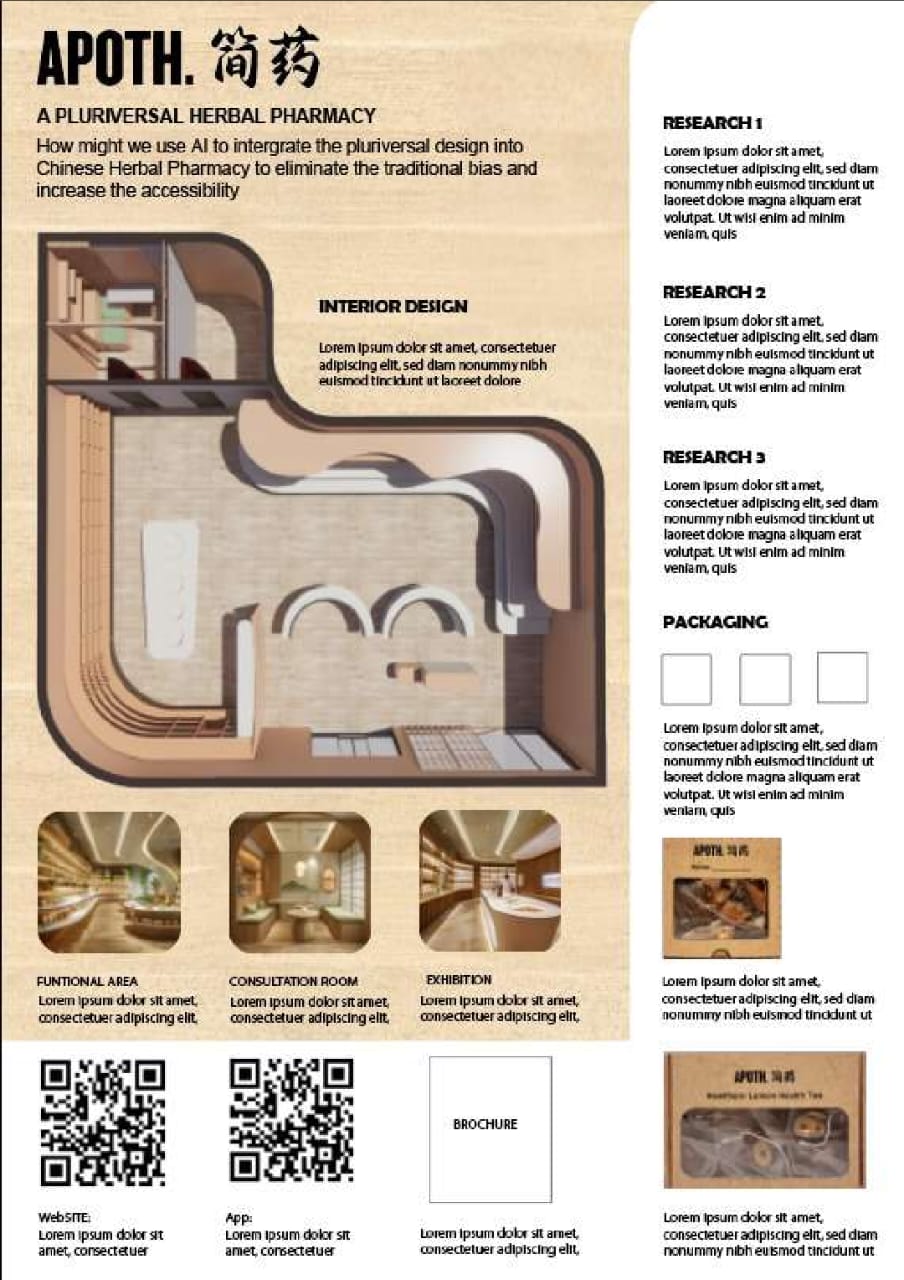 APOTH. 简药
A PLURIVERSAL HERBAL PHARMACY
How might we use AI to intergrate the pluriversal design into
Chinese Herbal Pharmacy to eliminate the traditional bias and
increase the accessibility
INTERIOR DESIGN
Lorem ipsum dolor sit amet, consectetuer
adipiscing elit, sed diam nonummy nibh
euismod tincidunt ut laoreet dolore
FUNTIONAL AREA
Lorem ipsum dolor sit amet,
consectetuer adipiscing elit,
CONSULTATION ROOM
Lorem ipsum dolor sit amet,
consectetuer adipiscing elit,
EXHIBITION
Lorem ipsum dolor sit amet,
consectetuer adipiscing elit,
WebSITE:
Lorem ipsum dolor sit
amet, consectetuer
App:
Lorem ipsum dolor sit
amet, consectetuer
BROCHURE
Lorem ipsum dolor sit amet,
consectetuer adipiscing elit,
RESEARCH 1
Lorem ipsum dolor sit amet,
consectetuer adipiscing elit, sed diam
nonummy nibh euismod tincidunt ut
laoreet dolore magna aliquam erat
volutpat. Ut wisi enim ad minim
veniam, quis
RESEARCH 2
Lorem ipsum dolor sit amet,
consectetuer adipiscing elit, sed diam
nonummy nibh euismod tincidunt ut
laoreet dolore magna aliquam erat
volutpat. Ut wisi enim ad minim
veniam, quis
RESEARCH 3
Lorem ipsum dolor sit amet,
consectetuer adipiscing elit, sed diam
nonummy nibh euismod tincidunt ut
laoreet dolore magna aliquam erat
volutpat. Ut wisi enim ad minim
veniam, quis
PACKAGING
Lorem ipsum dolor sit amet,
consectetuer adipiscing elit, sed diam
nonummy nibh euismod tincidunt ut
laoreet dolore magna aliquam erat
volutpat. Ut wisi enim ad minim
veniam, quis
APOTH. 简药
Lorem ipsum dolor sit amet,
consectetuer adipiscing elit, sed diam
nonummy nibh euismod tincidunt ut
APOTH. 简药
Health Tea
Lorem ipsum dolor sit amet,
consectetuer adipiscing elit, sed diam
nonummy nibh euismod tincidunt ut